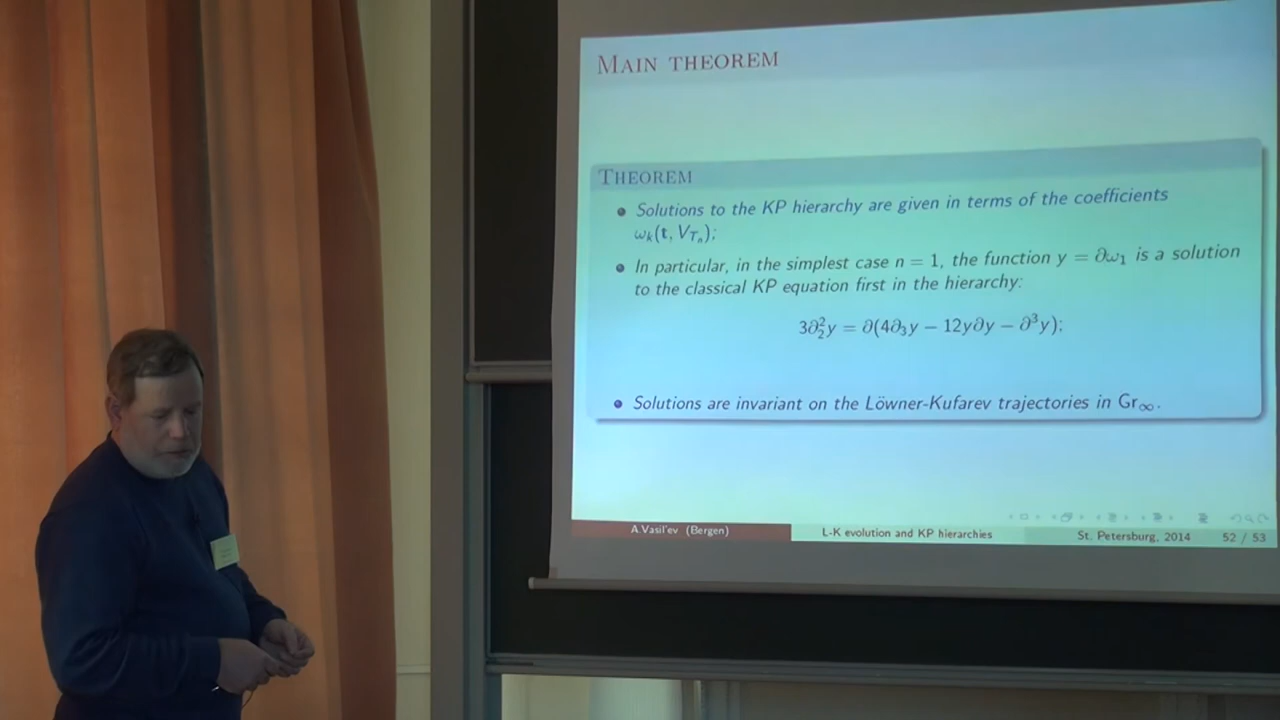 MAIN THEOREM
THEOREM
• Solutions to the KP hierarchy are given in terms of the coefficients
ωₖ(t, V_Tₙ);
• In particular, in the simplest case n = 1, the function y = ∂ω₁ is a solution
to the classical KP equation first in the hierarchy:
3∂₂²y = ∂(4∂₃y − 12y∂y − ∂³y);
• Solutions are invariant on the Löwner-Kufarev trajectories in Gr∞.
A.Vasil'ev (Bergen)
L-K evolution and KP hierarchies
St. Petersburg, 2014
52 / 53